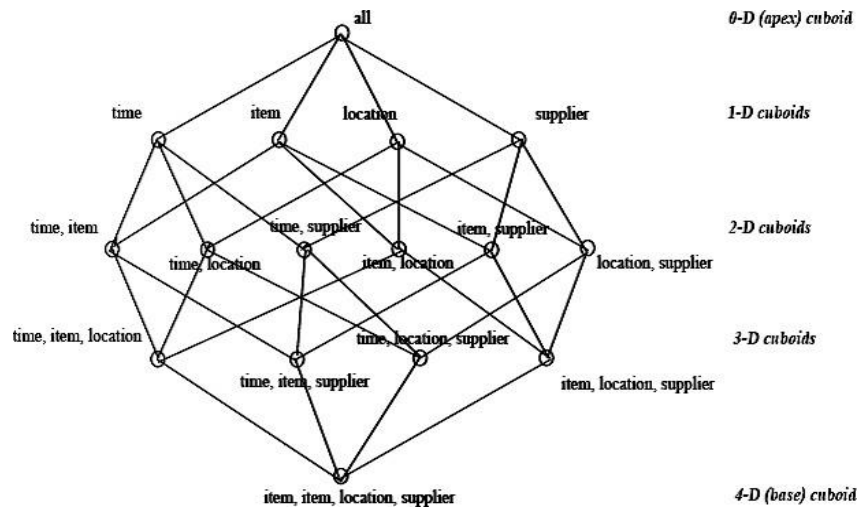 all
0-D (apex) cuboid
time
item
location
supplier
1-D cuboids
time, item
time, location
time, supplier
item, location
item, supplier
location, supplier
2-D cuboids
time, item, location
time, item, supplier
time, location, supplier
item, location, supplier
3-D cuboids
item, item, location, supplier
4-D (base) cuboid